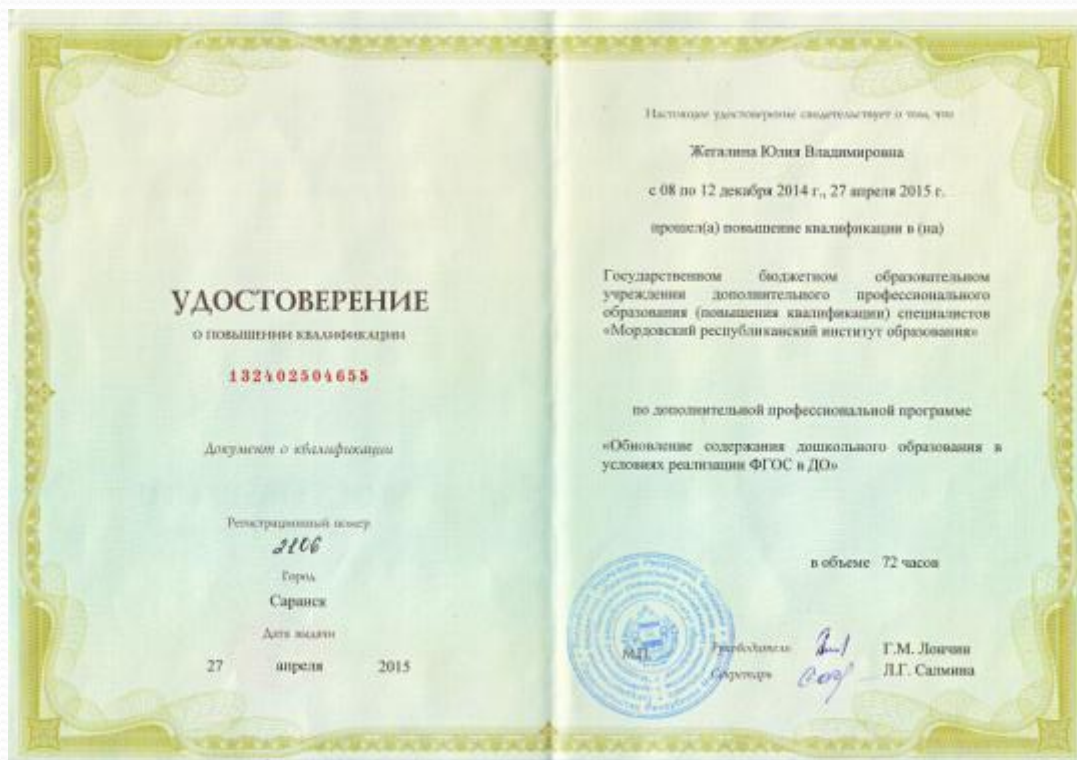 УДОСТОВЕРЕНИЕ
О ПОВЫШЕНИИ КВАЛИФИКАЦИИ
132402504655
Документ о квалификации
Регистрационный номер
2106
Город
Саранск
Дата выдачи
27 апреля 2015
Настоящее удостоверение свидетельствует о том, что
Жегалина Юлия Владимировна
с 08 по 12 декабря 2014 г., 27 апреля 2015 г.
прошел(а) повышение квалификации в (на)
Государственном бюджетном образовательном
учреждении дополнительного профессионального
образования (повышения квалификации) специалистов
«Мордовский республиканский институт образования»
по дополнительной профессиональной программе
«Обновление содержания дошкольного образования в
условиях реализации ФГОС в ДО»
в объеме 72 часов
М.П.
Руководитель Г.М. Лончин
Секретарь Л.Г. Салмина